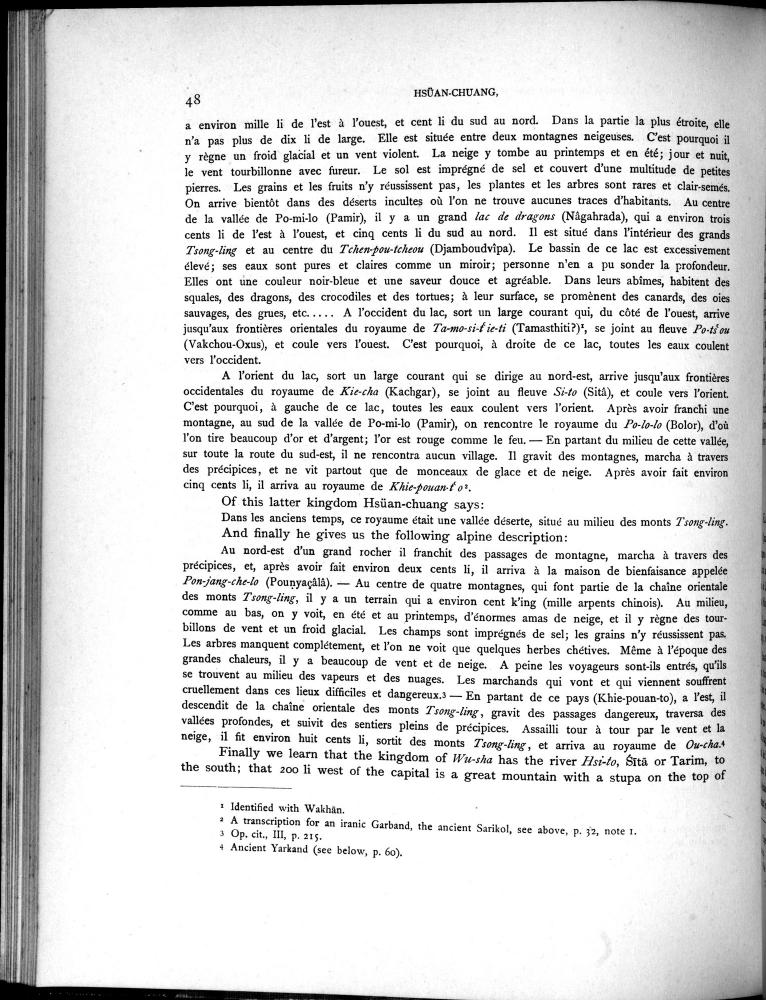 48
HSÜAN-CHUANG,
a environ mille li de l'est à l'ouest, et cent li du sud au nord. Dans la partie la plus étroite, elle
n'a pas plus de dix li de large. Elle est située entre deux montagnes neigeuses. C'est pourquoi il
y règne un froid glacial et un vent violent. La neige y tombe au printemps et en été; jour et nuit,
le vent tourbillonne avec fureur. Le sol est imprégné de sel et couvert d'une multitude de petites
pierres. Les grains et les fruits n'y réussissent pas, les plantes et les arbres sont rares et clair-semés.
On arrive bientôt dans des déserts incultes où l'on ne trouve aucunes traces d'habitants. Au centre
de la vallée de Po-mi-lo (Pamir), il y a un grand lac de dragons (Nâgahrada), qui a environ trois
cents li de l'est à l'ouest, et cinq cents li du sud au nord. Il est situé dans l'intérieur des grands
Tsong-ling et au centre du Tchen-pou-tcheou (Djamboudvîpa). Le bassin de ce lac est excessivement
élevé; ses eaux sont pures et claires comme un miroir; personne n'en a pu sonder la profondeur.
Elles ont une couleur noir-bleue et une saveur douce et agréable. Dans leurs abîmes, habitent des
squales, des dragons, des crocodiles et des tortues; à leur surface, se promènent des canards, des oies
sauvages, des grues, etc..... A l'occident du lac, sort un large courant qui, du côté de l'ouest, arrive
jusqu'aux frontières orientales du royaume de Ta-mo-si-t'ie-ti (Tamasthiti?)¹, se joint au fleuve Po-ts'ou
(Vakchou-Oxus), et coule vers l'ouest. C'est pourquoi, à droite de ce lac, toutes les eaux coulent
vers l'occident.
A l'orient du lac, sort un large courant qui se dirige au nord-est, arrive jusqu'aux frontières
occidentales du royaume de Kie-cha (Kachgar), se joint au fleuve Si-to (Sitâ), et coule vers l'orient.
C'est pourquoi, à gauche de ce lac, toutes les eaux coulent vers l'orient. Après avoir franchi une
montagne, au sud de la vallée de Po-mi-lo (Pamir), on rencontre le royaume du Po-lo-lo (Bolor), d'où
l'on tire beaucoup d'or et d'argent; l'or est rouge comme le feu. — En partant du milieu de cette vallée,
sur toute la route du sud-est, il ne rencontra aucun village. Il gravit des montagnes, marcha à travers
des précipices, et ne vit partout que de monceaux de glace et de neige. Après avoir fait environ
cinq cents li, il arriva au royaume de Khie-pouan-t'o².
Of this latter kingdom Hsüan-chuang says:
Dans les anciens temps, ce royaume était une vallée déserte, situé au milieu des monts Tsong-ling.
And finally he gives us the following alpine description:
Au nord-est d'un grand rocher il franchit des passages de montagne, marcha à travers des
précipices, et, après avoir fait environ deux cents li, il arriva à la maison de bienfaisance appelée
Pon-jang-che-lo (Pouṇyaçâlâ). — Au centre de quatre montagnes, qui font partie de la chaîne orientale
des monts Tsong-ling, il y a un terrain qui a environ cent k'ing (mille arpents chinois). Au milieu,
comme au bas, on y voit, en été et au printemps, d'énormes amas de neige, et il y règne des tour-
billons de vent et un froid glacial. Les champs sont imprégnés de sel; les grains n'y réussissent pas.
Les arbres manquent complétement, et l'on ne voit que quelques herbes chétives. Même à l'époque des
grandes chaleurs, il y a beaucoup de vent et de neige. A peine les voyageurs sont-ils entrés, qu'ils
se trouvent au milieu des vapeurs et des nuages. Les marchands qui vont et qui viennent souffrent
cruellement dans ces lieux difficiles et dangereux.³ — En partant de ce pays (Khie-pouan-to), a l'est, il
descendit de la chaîne orientale des monts Tsong-ling, gravit des passages dangereux, traversa des
vallées profondes, et suivit des sentiers pleins de précipices. Assailli tour à tour par le vent et la
neige, il fit environ huit cents li, sortit des monts Tsong-ling, et arriva au royaume de Ou-cha.⁴
Finally we learn that the kingdom of Wu-sha has the river Hsi-to, Śītā or Tarim, to
the south; that 200 li west of the capital is a great mountain with a stupa on the top of
¹ Identified with Wakhān.
² A transcription for an iranic Garband, the ancient Sarikol, see above, p. 32, note 1.
³ Op. cit., III, p. 215.
⁴ Ancient Yarkand (see below, p. 60).